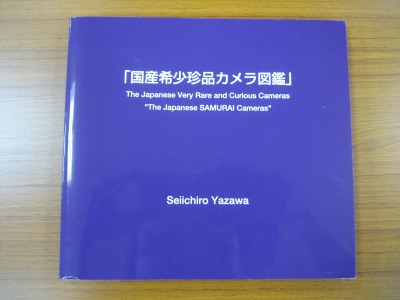 「国産希少珍品カメラ図鑑」
The Japanese Very Rare and Curious Cameras
"The Japanese SAMURAI Cameras"
Seiichiro Yazawa